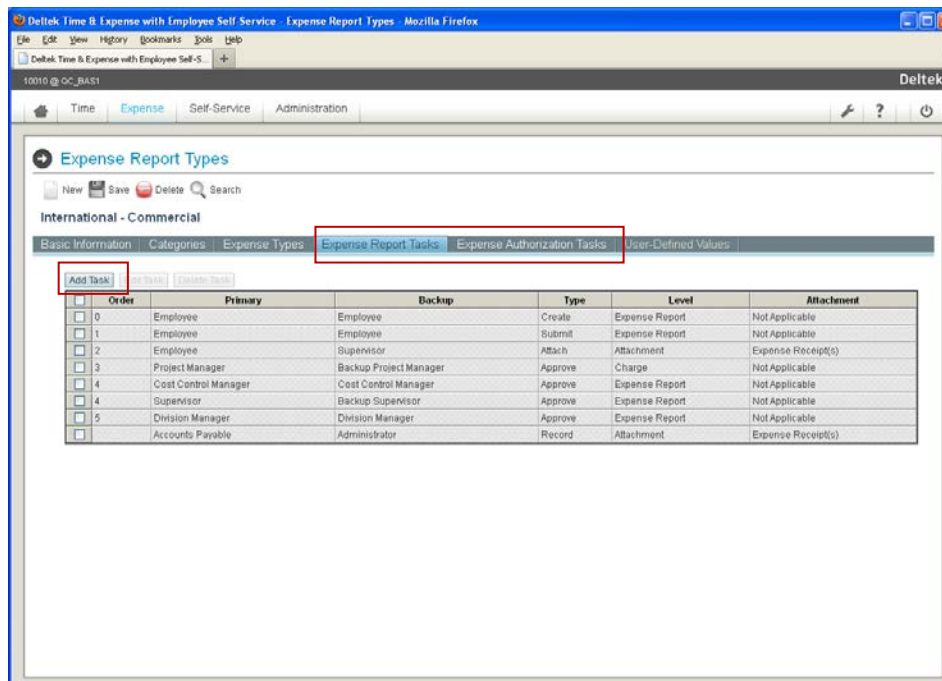 Deltek Time & Expense with Employee Self-Service - Expense Report Types - Mozilla Firefox
File Edit View History Bookmarks Tools Help
Deltek Time & Expense with Employee Self-S... +
10010 @ QC_BAS1 Deltek
Time Expense Self-Service Administration ?
Expense Report Types
New Save Delete Search
International - Commercial
Basic Information Categories Expense Types Expense Report Tasks Expense Authorization Tasks User-Defined Values
Add Task Edit Task Delete Task
Order Primary Backup Type Level Attachment
0 Employee Employee Create Expense Report Not Applicable
1 Employee Employee Submit Expense Report Not Applicable
2 Employee Supervisor Attach Attachment Expense Receipt(s)
3 Project Manager Backup Project Manager Approve Charge Not Applicable
4 Cost Control Manager Cost Control Manager Approve Expense Report Not Applicable
4 Supervisor Backup Supervisor Approve Expense Report Not Applicable
5 Division Manager Division Manager Approve Expense Report Not Applicable
Accounts Payable Administrator Record Attachment Expense Receipt(s)